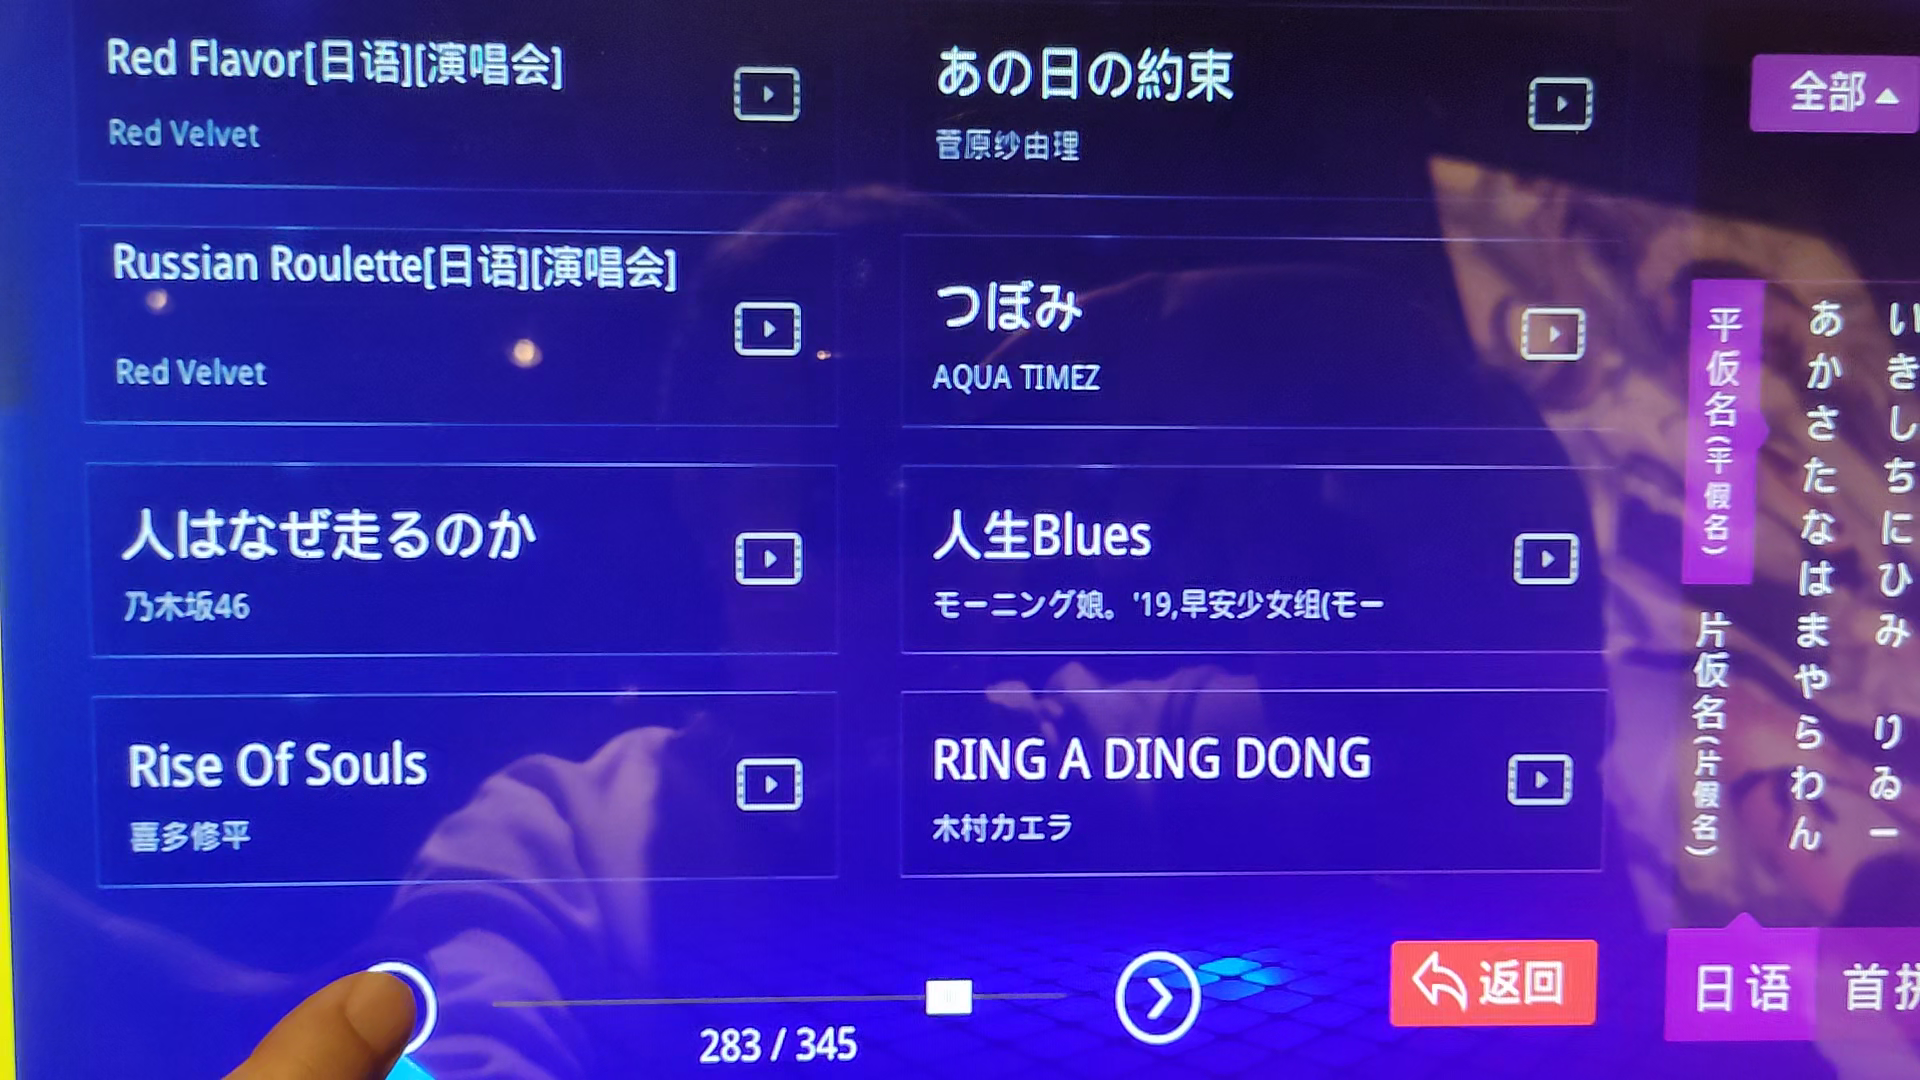 Red Flavor[日语][演唱会]
Red Velvet
あの日の約束
菅原纱由理
Russian Roulette[日语][演唱会]
Red Velvet
つぼみ
AQUA TIMEZ
人はなぜ走るのか
乃木坂46
人生Blues
モーニング娘。'19,早安少女组(モー
Rise Of Souls
喜多修平
RING A DING DONG
木村カエラ
283 / 345
返回
全部
平仮名(平假名)
片仮名(片假名)
あかさたなはまやらわん
いきしちにひみ りゐー
日语
首拼